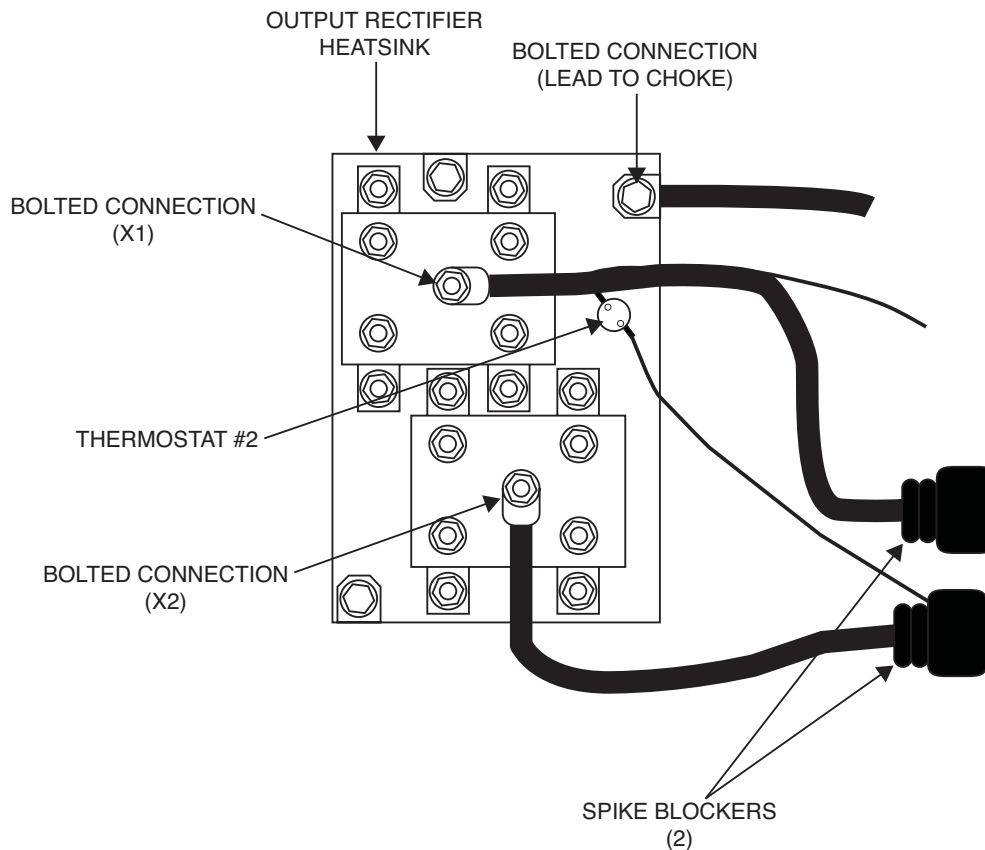 OUTPUT RECTIFIER
HEATSINK
BOLTED CONNECTION
(LEAD TO CHOKE)
BOLTED CONNECTION
(X1)
THERMOSTAT #2
BOLTED CONNECTION
(X2)
SPIKE BLOCKERS
(2)